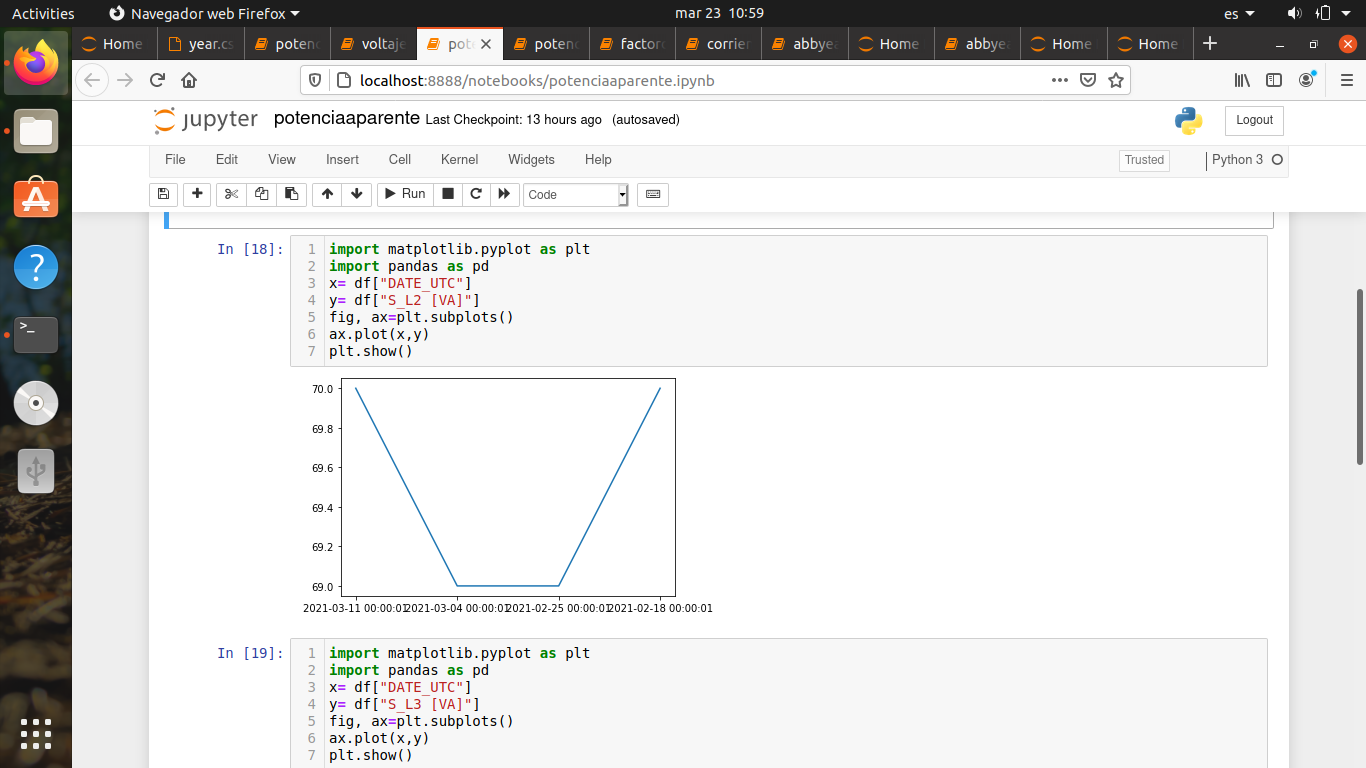 Activities
Navegador web Firefox
mar 23 10:59
es
Home
year.cs
potenc
voltaje
pote
potenc
factor
corrier
abbyea
Home
abbyea
Home
Home
localhost:8888/notebooks/potenciaaparente.ipynb
jupyter potenciaaparente Last Checkpoint: 13 hours ago (autosaved)
Logout
File Edit View Insert Cell Kernel Widgets Help
Trusted
Python 3
Run
Code
In [18]:
1 import matplotlib.pyplot as plt
2 import pandas as pd
3 x= df["DATE_UTC"]
4 y= df["S_L2 [VA]"]
5 fig, ax=plt.subplots()
6 ax.plot(x,y)
7 plt.show()
70.0
69.8
69.6
69.4
69.2
69.0
2021-03-11 00:00:01 2021-03-04 00:00:01 2021-02-25 00:00:01 2021-02-18 00:00:01
In [19]:
1 import matplotlib.pyplot as plt
2 import pandas as pd
3 x= df["DATE_UTC"]
4 y= df["S_L3 [VA]"]
5 fig, ax=plt.subplots()
6 ax.plot(x,y)
7 plt.show()